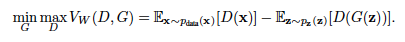 min_G max_D V_W(D, G) = 𝔼_{𝐱∼p_data(𝐱)}[D(𝐱)] − 𝔼_{𝐳∼p_𝐳(𝐳)}[D(G(𝐳))].